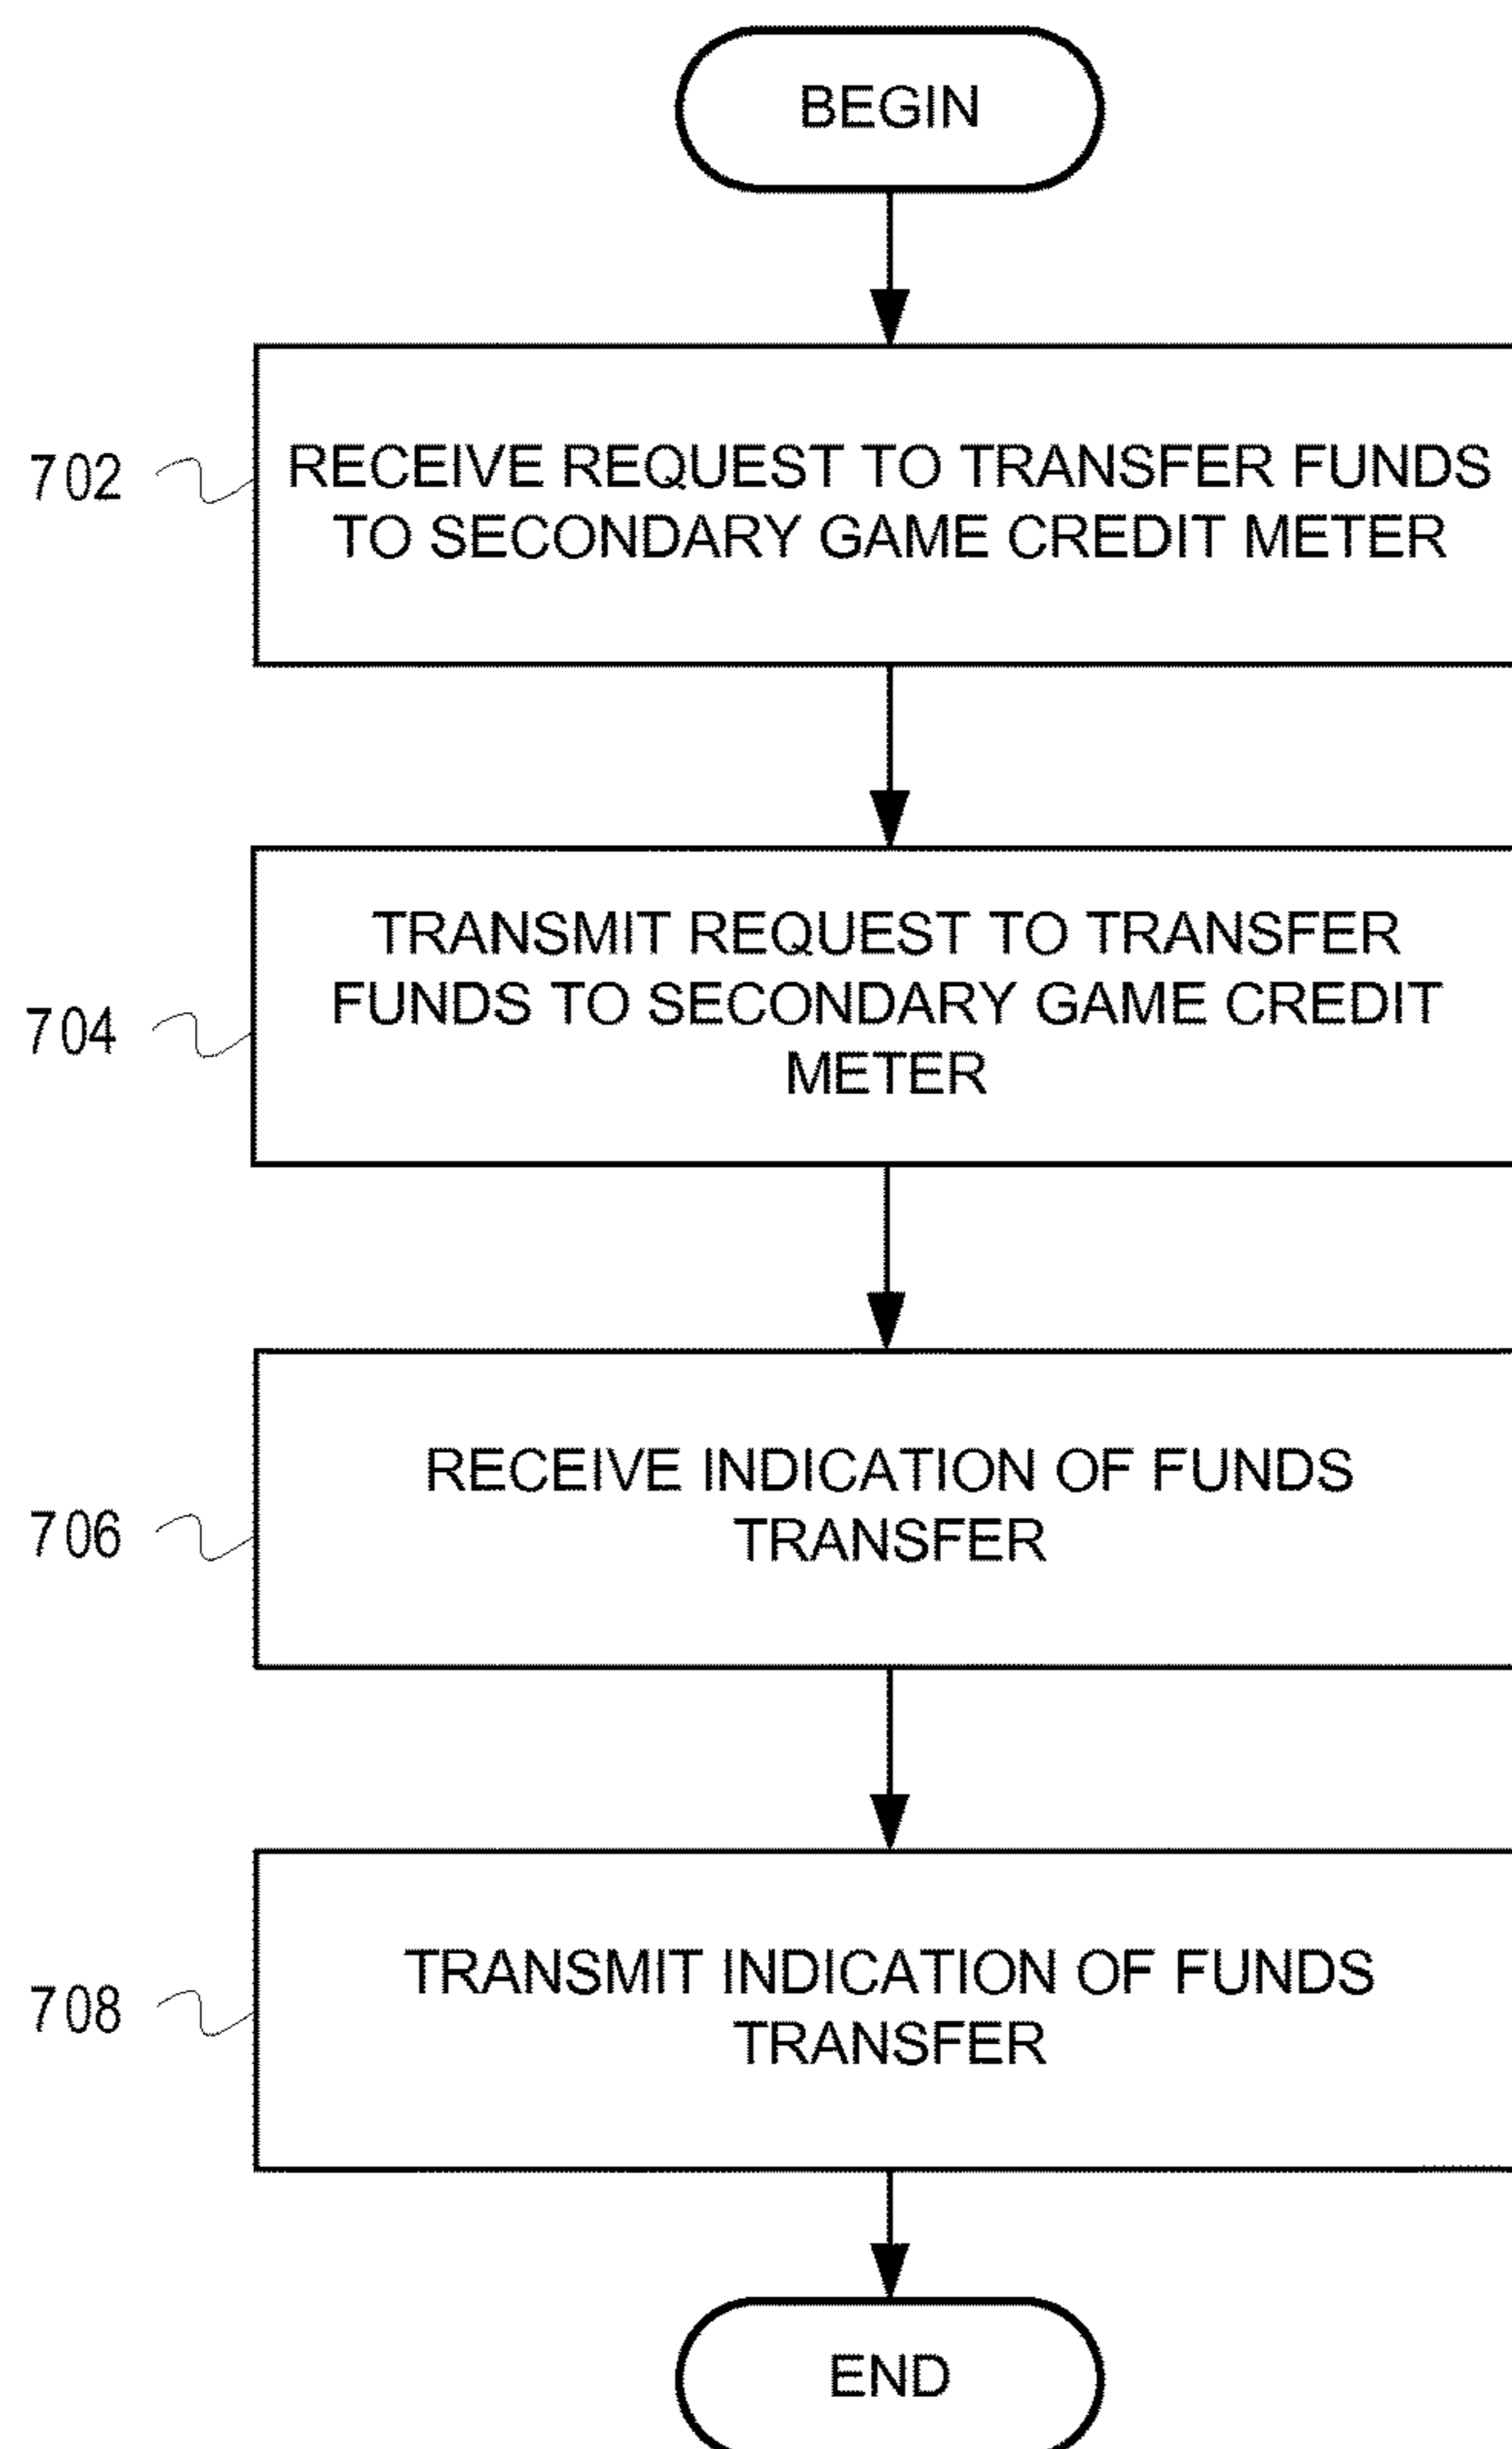 BEGIN
702
RECEIVE REQUEST TO TRANSFER FUNDS
TO SECONDARY GAME CREDIT METER
704
TRANSMIT REQUEST TO TRANSFER
FUNDS TO SECONDARY GAME CREDIT
METER
706
RECEIVE INDICATION OF FUNDS
TRANSFER
708
TRANSMIT INDICATION OF FUNDS
TRANSFER
END